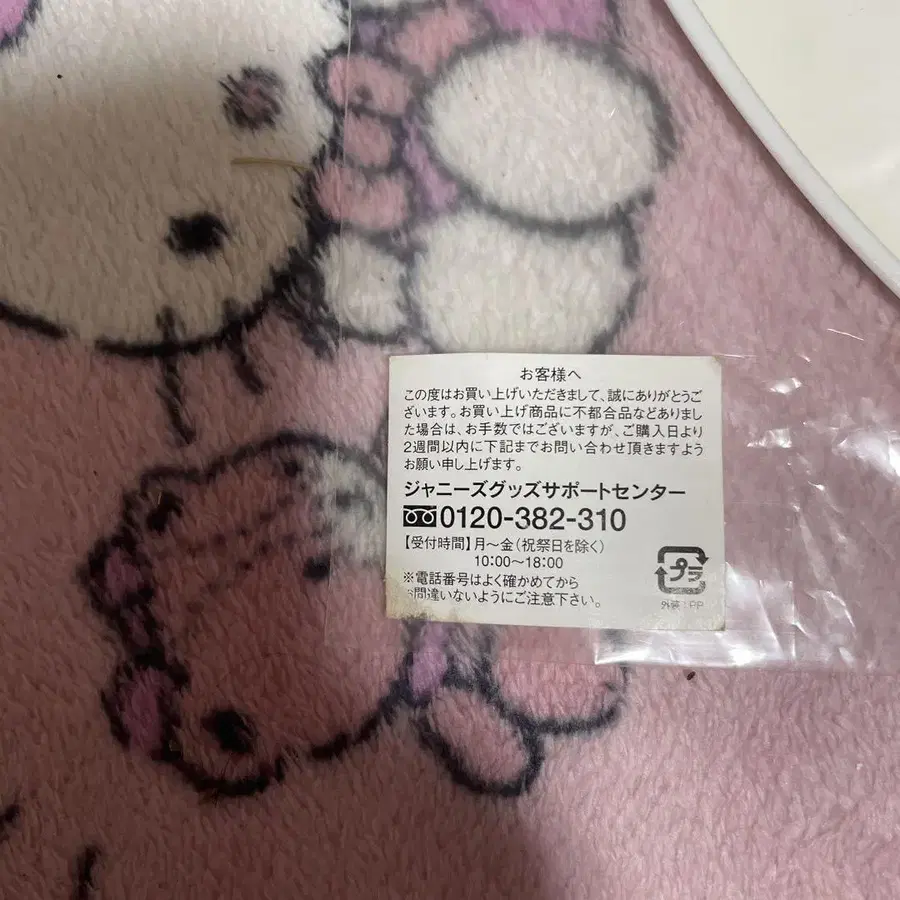 お客様へ
この度はお買い上げいただきまして、誠にありがとうご
ざいます。お買い上げ商品に不都合品などありまし
た場合は、お手数ではございますが、ご購入日より
2週間以内に下記までお問い合わせ頂きますよう
お願い申し上げます。
ジャニーズグッズサポートセンター
0120-382-310
【受付時間】月〜金(祝祭日を除く)
10:00〜18:00
※電話番号はよく確かめてから
お間違いないようにご注意下さい。
プラ
外装:PP